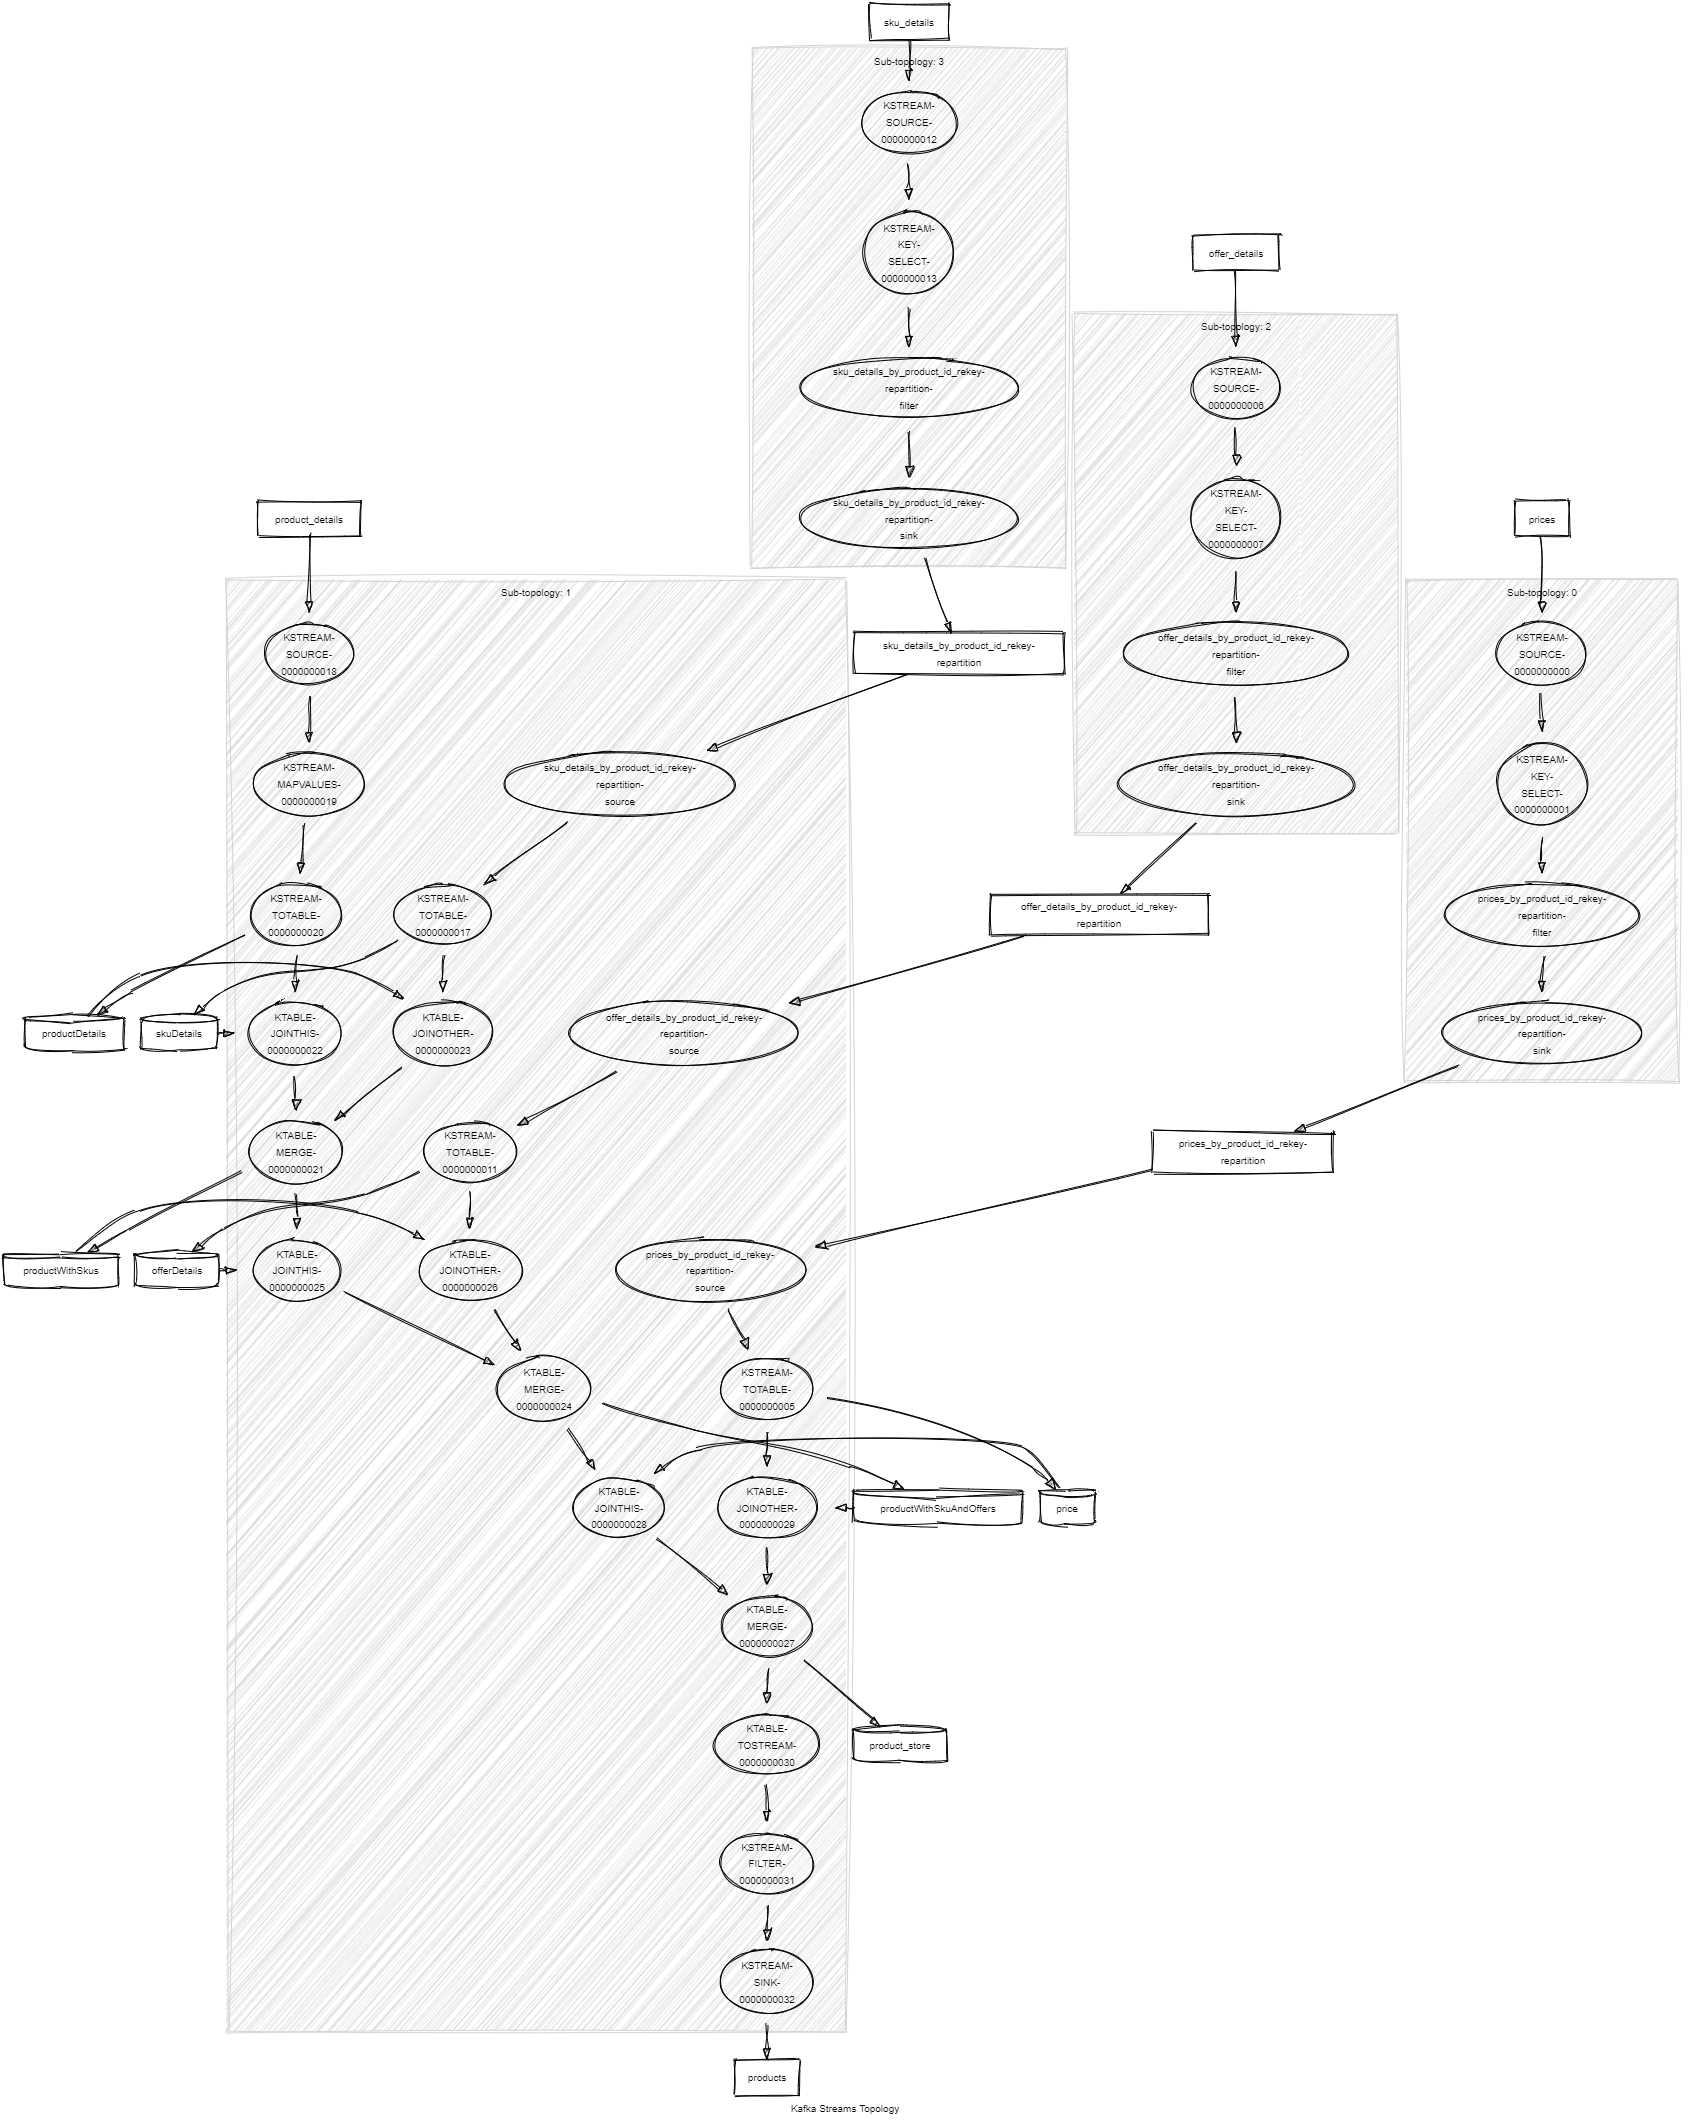 sku_details
Sub-topology: 3
KSTREAM-
SOURCE-
0000000012
KSTREAM-
KEY-
SELECT-
0000000013
sku_details_by_product_id_rekey-
repartition-
filter
sku_details_by_product_id_rekey-
repartition-
sink
offer_details
Sub-topology: 2
KSTREAM-
SOURCE-
0000000006
KSTREAM-
KEY-
SELECT-
0000000007
offer_details_by_product_id_rekey-
repartition-
filter
offer_details_by_product_id_rekey-
repartition-
sink
prices
Sub-topology: 0
KSTREAM-
SOURCE-
0000000000
KSTREAM-
KEY-
SELECT-
0000000001
prices_by_product_id_rekey-
repartition-
filter
prices_by_product_id_rekey-
repartition-
sink
product_details
Sub-topology: 1
KSTREAM-
SOURCE-
0000000018
sku_details_by_product_id_rekey-
repartition
KSTREAM-
MAPVALUES-
0000000019
sku_details_by_product_id_rekey-
repartition-
source
KSTREAM-
TOTABLE-
0000000020
KSTREAM-
TOTABLE-
0000000017
offer_details_by_product_id_rekey-
repartition
productDetails
skuDetails
KTABLE-
JOINTHIS-
0000000022
KTABLE-
JOINOTHER-
0000000023
offer_details_by_product_id_rekey-
repartition-
source
KTABLE-
MERGE-
0000000021
KSTREAM-
TOTABLE-
0000000011
prices_by_product_id_rekey-
repartition
productWithSkus
offerDetails
KTABLE-
JOINTHIS-
0000000025
KTABLE-
JOINOTHER-
0000000026
prices_by_product_id_rekey-
repartition-
source
KTABLE-
MERGE-
0000000024
KSTREAM-
TOTABLE-
0000000005
KTABLE-
JOINTHIS-
0000000028
KTABLE-
JOINOTHER-
0000000029
productWithSkuAndOffers
price
KTABLE-
MERGE-
0000000027
KTABLE-
TOSTREAM-
0000000030
product_store
KSTREAM-
FILTER-
0000000031
KSTREAM-
SINK-
0000000032
products
Kafka Streams Topology